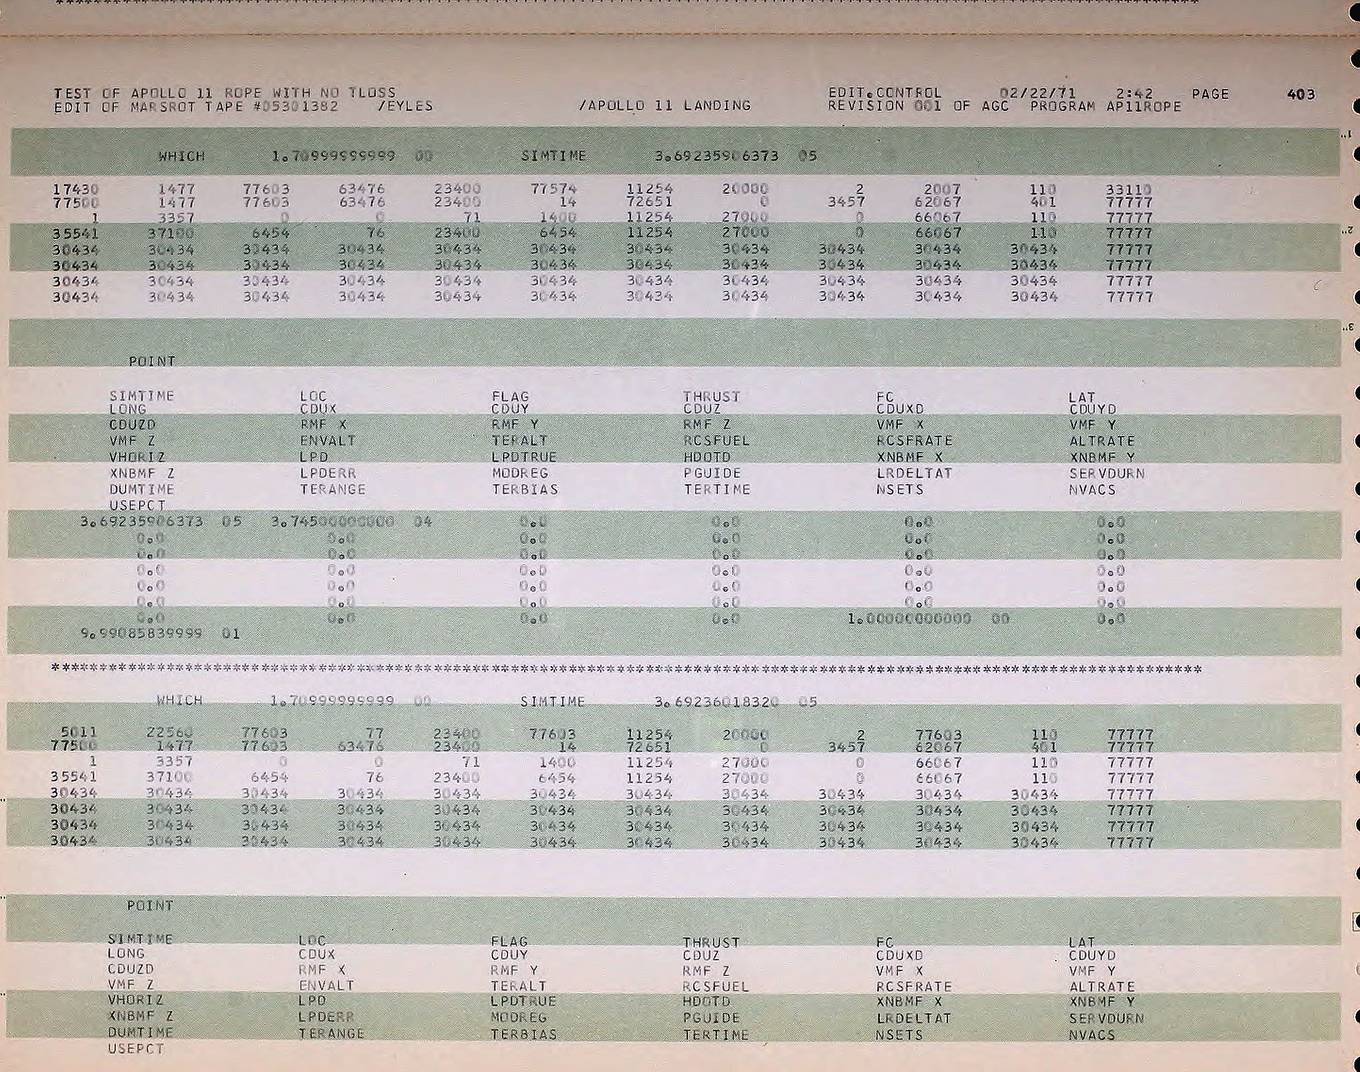 TEST OF APOLLO 11 ROPE WITH NO TLOSS EDIT.CONTROL 02/22/71 2:42 PAGE 403
EDIT OF MARSROT TAPE #05301382 /EYLES /APOLLO 11 LANDING REVISION 001 OF AGC PROGRAM AP11ROPE
WHICH 1.70999999999 00 SIMTIME 3.69235906373 05
17430 1477 77603 63476 23400 77574 11254 20000 2 2007 110 33110
77500 1477 77603 63476 23400 14 72651 0 3457 62067 401 77777
1 3357 0 0 71 1400 11254 27000 0 66067 110 77777
35541 37100 6454 76 23400 6454 11254 27000 0 66067 110 77777
30434 30434 30434 30434 30434 30434 30434 30434 30434 30434 30434 77777
30434 30434 30434 30434 30434 30434 30434 30434 30434 30434 30434 77777
30434 30434 30434 30434 30434 30434 30434 30434 30434 30434 30434 77777
30434 30434 30434 30434 30434 30434 30434 30434 30434 30434 30434 77777
POINT
SIMTIME LOC FLAG THRUST FC LAT
LONG CDUX CDUY CDUZ CDUXD CDUYD
CDUZD RMF X RMF Y RMF Z VMF X VMF Y
VMF Z ENVALT TERALT RCSFUEL RCSFRATE ALTRATE
VHORIZ LPD LPDTRUE HDOTD XNBMF X XNBMF Y
XNBMF Z LPDERR MODREG PGUIDE LRDELTAT SERVDURN
DUMTIME TERANGE TERBIAS TERTIME NSETS NVACS
USEPCT
3.69235906373 05 3.74500000000 04 0.0 0.0 0.0 0.0
0.0 0.0 0.0 0.0 0.0 0.0
0.0 0.0 0.0 0.0 0.0 0.0
0.0 0.0 0.0 0.0 0.0 0.0
0.0 0.0 0.0 0.0 0.0 0.0
0.0 0.0 0.0 0.0 0.0 0.0
0.0 0.0 0.0 0.0 1.00000000000 00 0.0
9.99085839999 01
WHICH 1.70999999999 00 SIMTIME 3.69236018320 05
5011 22560 77603 77 23400 77603 11254 20000 2 77603 110 77777
77500 1477 77603 63476 23400 14 72651 0 3457 62067 401 77777
1 3357 0 0 71 1400 11254 27000 0 66067 110 77777
35541 37100 6454 76 23400 6454 11254 27000 0 66067 110 77777
30434 30434 30434 30434 30434 30434 30434 30434 30434 30434 30434 77777
30434 30434 30434 30434 30434 30434 30434 30434 30434 30434 30434 77777
30434 30434 30434 30434 30434 30434 30434 30434 30434 30434 30434 77777
30434 30434 30434 30434 30434 30434 30434 30434 30434 30434 30434 77777
POINT
SIMTIME LOC FLAG THRUST FC LAT
LONG CDUX CDUY CDUZ CDUXD CDUYD
CDUZD RMF X RMF Y RMF Z VMF X VMF Y
VMF Z ENVALT TERALT RCSFUEL RCSFRATE ALTRATE
VHORIZ LPD LPDTRUE HDOTD XNBMF X XNBMF Y
XNBMF Z LPDERR MODREG PGUIDE LRDELTAT SERVDURN
DUMTIME TERANGE TERBIAS TERTIME NSETS NVACS
USEPCT